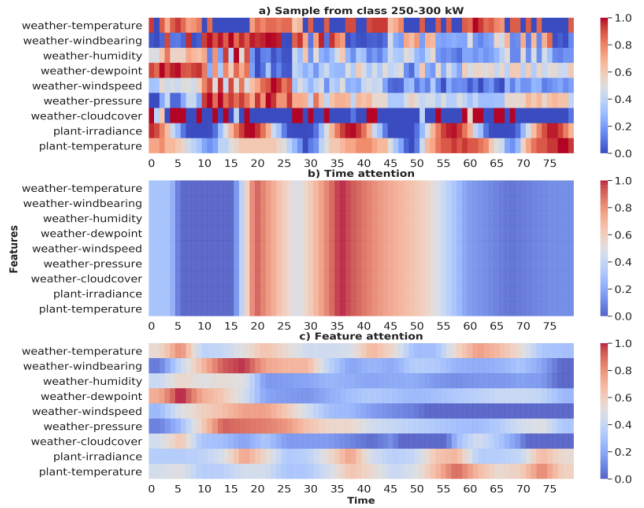 a) Sample from class 250-300 kW
weather-temperature
weather-windbearing
weather-humidity
weather-dewpoint
weather-windspeed
weather-pressure
weather-cloudcover
plant-irradiance
plant-temperature
0 5 10 15 20 25 30 35 40 45 50 55 60 65 70 75
1.0
0.8
0.6
0.4
0.2
0.0
b) Time attention
weather-temperature
weather-windbearing
weather-humidity
weather-dewpoint
weather-windspeed
weather-pressure
weather-cloudcover
plant-irradiance
plant-temperature
0 5 10 15 20 25 30 35 40 45 50 55 60 65 70 75
1.0
0.8
0.6
0.4
0.2
0.0
Features
c) Feature attention
weather-temperature
weather-windbearing
weather-humidity
weather-dewpoint
weather-windspeed
weather-pressure
weather-cloudcover
plant-irradiance
plant-temperature
0 5 10 15 20 25 30 35 40 45 50 55 60 65 70 75
Time
1.0
0.8
0.6
0.4
0.2
0.0